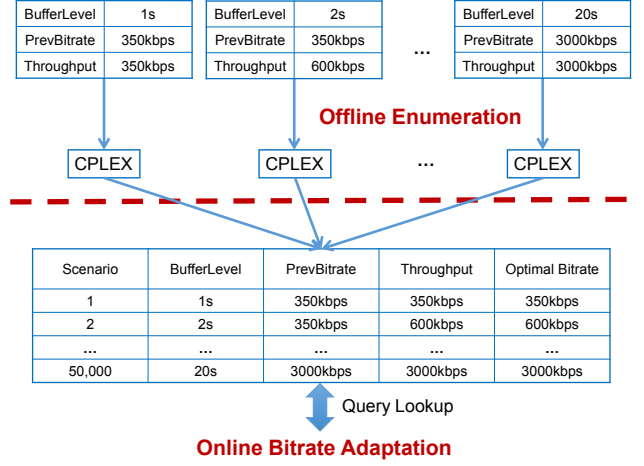 BufferLevel 1s BufferLevel 2s BufferLevel 20s
PrevBitrate 350kbps PrevBitrate 350kbps ... PrevBitrate 3000kbps
Throughput 350kbps Throughput 600kbps Throughput 3000kbps
Offline Enumeration
CPLEX CPLEX ... CPLEX
Scenario BufferLevel PrevBitrate Throughput Optimal Bitrate
1 1s 350kbps 350kbps 350kbps
2 2s 350kbps 600kbps 600kbps
... ... ... ... ...
50,000 20s 3000kbps 3000kbps 3000kbps
Query Lookup
Online Bitrate Adaptation